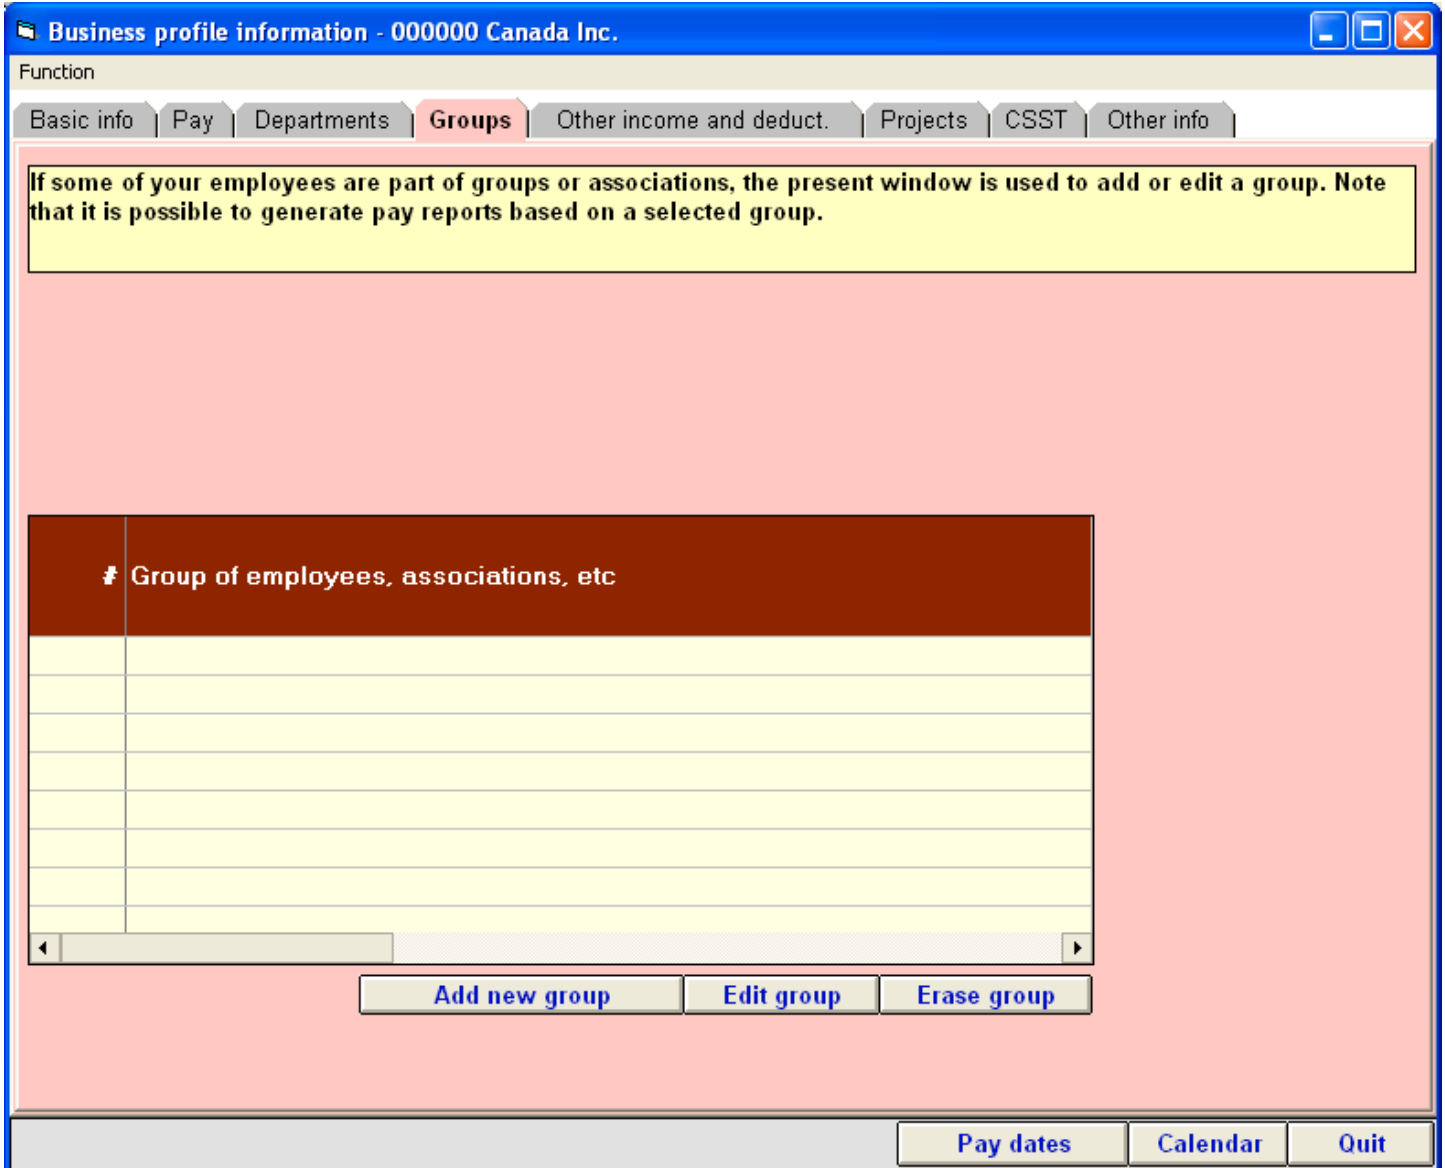 Business profile information - 000000 Canada Inc.
Function
Basic info Pay Departments Groups Other income and deduct. Projects CSST Other info
If some of your employees are part of groups or associations, the present window is used to add or edit a group. Note
that it is possible to generate pay reports based on a selected group.
# Group of employees, associations, etc
Add new group Edit group Erase group
Pay dates Calendar Quit